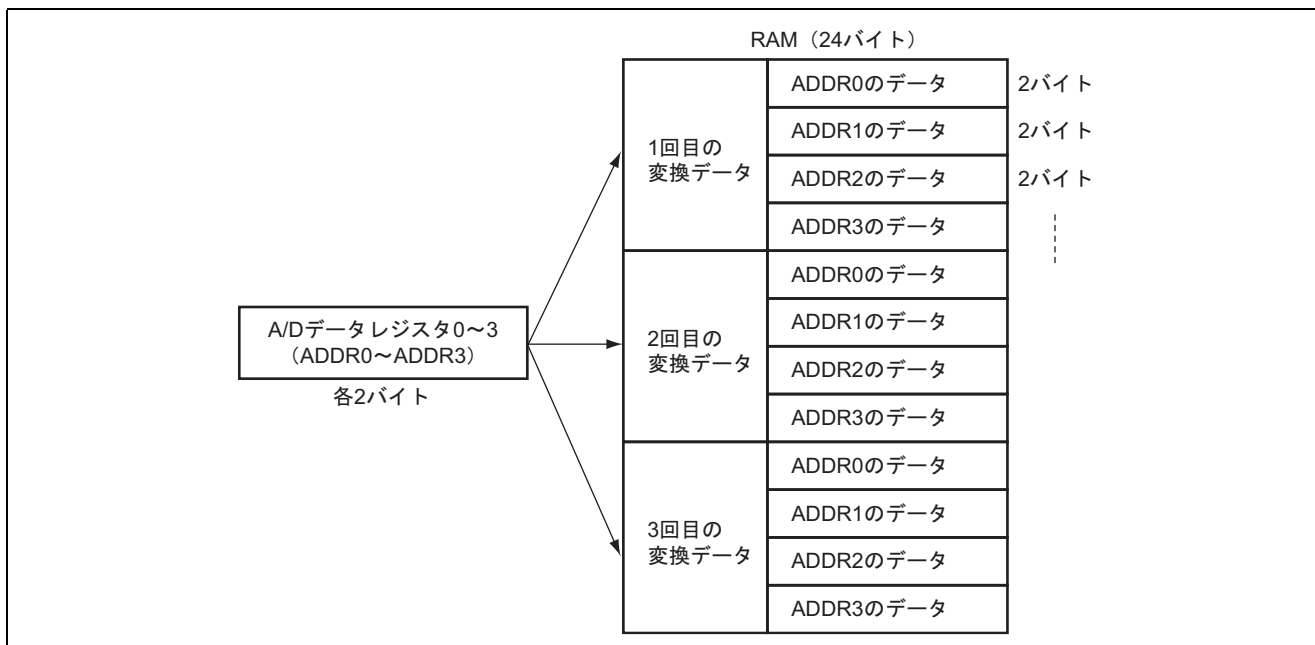 RAM（24バイト）
ADDR0のデータ 2バイト
ADDR1のデータ 2バイト
1回目の
変換データ
ADDR2のデータ 2バイト
ADDR3のデータ
ADDR0のデータ
A/Dデータレジスタ0～3
（ADDR0～ADDR3）
各2バイト
ADDR1のデータ
2回目の
変換データ
ADDR2のデータ
ADDR3のデータ
ADDR0のデータ
ADDR1のデータ
3回目の
変換データ
ADDR2のデータ
ADDR3のデータ